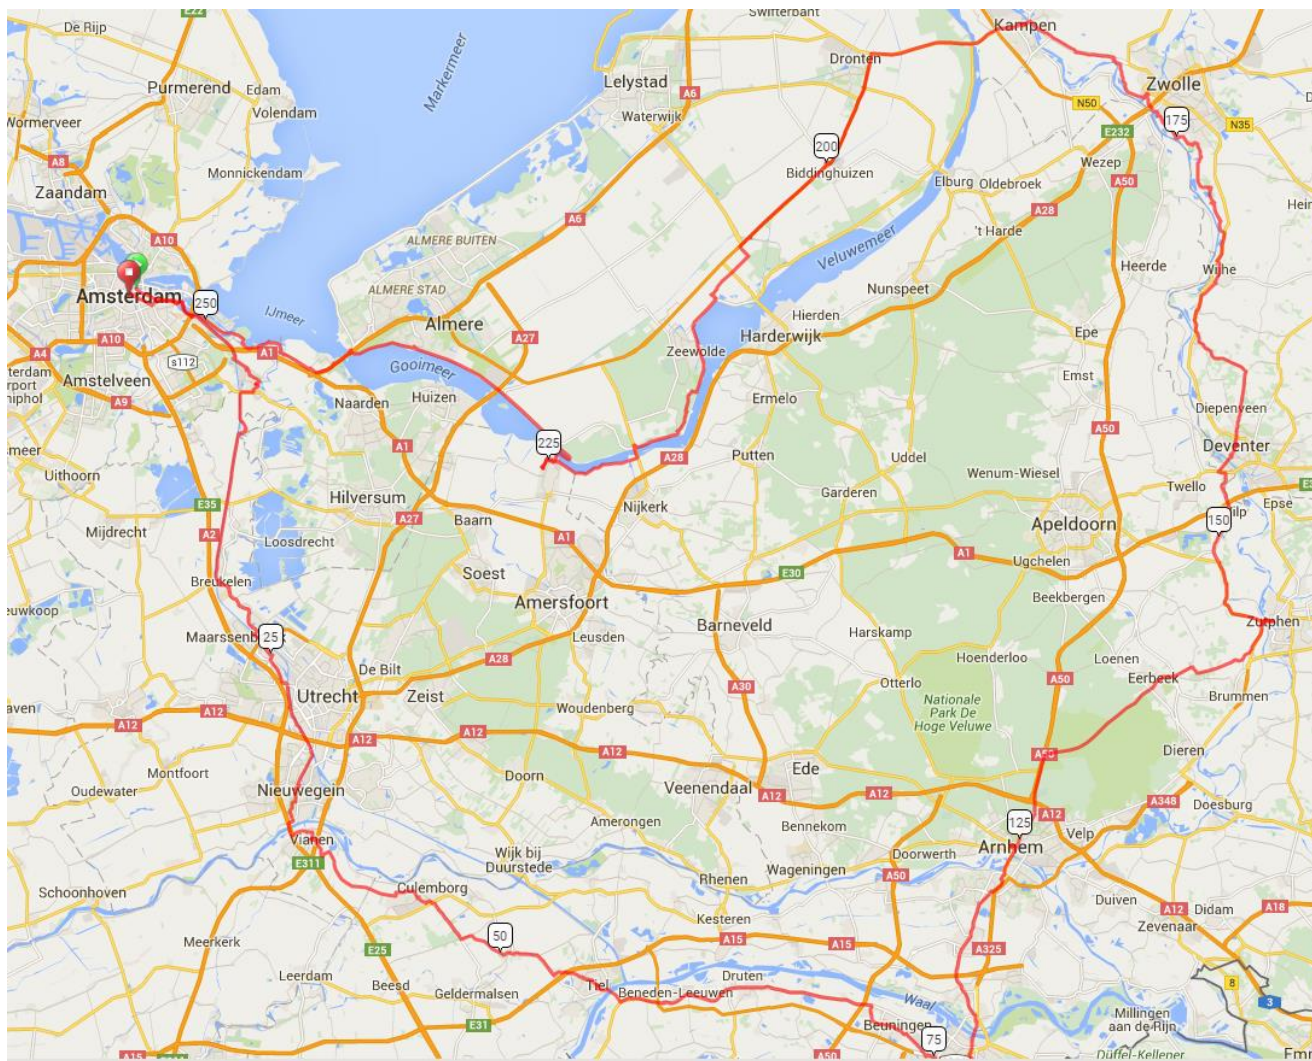 E22
De Rijp
Swifterbant
Kampen
Dronten
Markermeer
Purmerend
Edam
Volendam
Lelystad
A6
Waterwijk
Zwolle
N50
175
N35
E232
Wormerveer
A8
Monnickendam
Zaandam
200
Biddinghuizen
Wezep
A50
Elburg
Oldebroek
A28
A6
't Harde
A10
ALMERE BUITEN
Veluwemeer
Heerde
Wijhe
Amsterdam
250
ALMERE STAD
Nunspeet
IJmeer
Almere
Hierden
Epe
A10
A1
A27
Harderwijk
A4
s112
Zeewolde
Gooimeer
Emst
Amstelveen
A9
Naarden
Huizen
Ermelo
Diepenveen
A1
225
A50
Deventer
A28
Putten
Uddel
Uithoorn
Wenum-Wiesel
Twello
E35
Hilversum
Garderen
Nijkerk
Epse
A2
A27
Baarn
150
Apeldoorn
Mijdrecht
Loosdrecht
A1
A1
Ugchelen
Breukelen
Soest
E30
Beekbergen
Amersfoort
Barneveld
Zutphen
25
Leusden
Harskamp
Hoenderloo
Loenen
De Bilt
A28
A50
Eerbeek
Utrecht
Zeist
A30
Otterlo
Brummen
A12
Woudenberg
Nationale
Park De
Hoge Veluwe
A12
A12
A12
Dieren
Montfoort
Doorn
Ede
Oudewater
Nieuwegein
Veenendaal
A12
A12
A348
Doesburg
Amerongen
Bennekom
125
A12
Velp
Vianen
Arnhem
E311
Wijk bij
Duurstede
Doorwerth
Rhenen
Wageningen
A50
Schoonhoven
Culemborg
Duiven
A12
Didam
A18
Kesteren
Zevenaar
50
A15
A15
A325
Meerkerk
E25
Leerdam
Beesd
Geldermalsen
Tiel
Druten
Beneden-Leeuwen
Waal
8
3
E31
Beuningen
75
Millingen
aan de Rijn
A15
A50
Düffel-Kellener